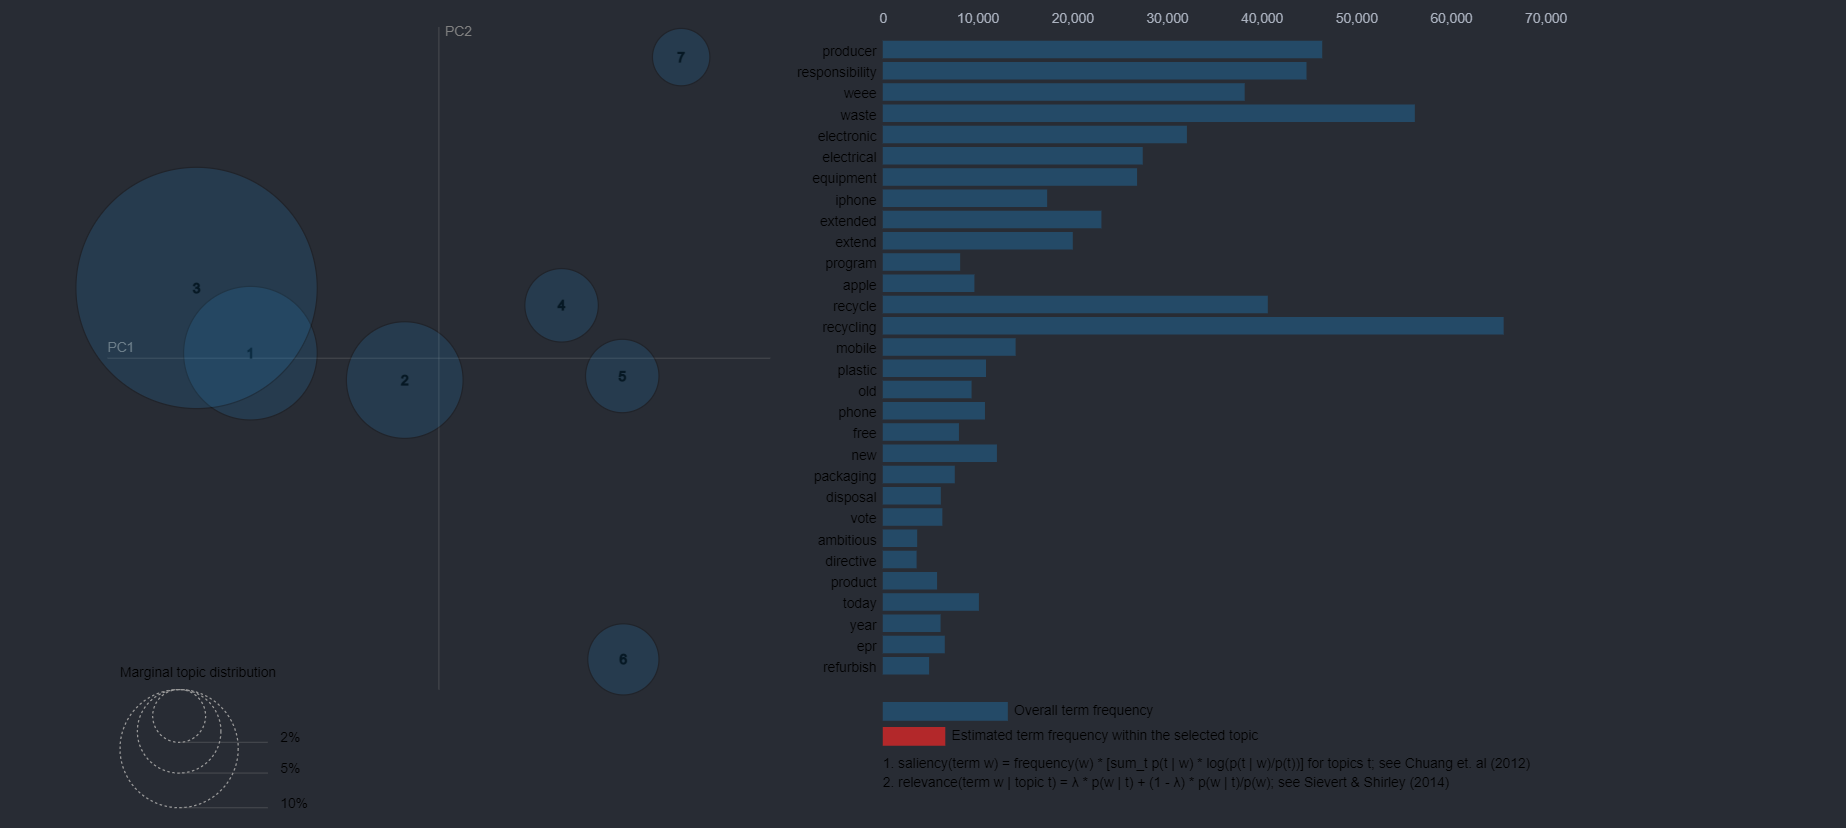 PC2
7
3
4
PC1
1
2
5
6
Marginal topic distribution
2%
5%
10%
0 10,000 20,000 30,000 40,000 50,000 60,000 70,000
producer
responsibility
weee
waste
electronic
electrical
equipment
iphone
extended
extend
program
apple
recycle
recycling
mobile
plastic
old
phone
free
new
packaging
disposal
vote
ambitious
directive
product
today
year
epr
refurbish
Overall term frequency
Estimated term frequency within the selected topic
1. saliency(term w) = frequency(w) * [sum_t p(t | w) * log(p(t | w)/p(t))] for topics t; see Chuang et. al (2012)
2. relevance(term w | topic t) = λ * p(w | t) + (1 - λ) * p(w | t)/p(w); see Sievert & Shirley (2014)